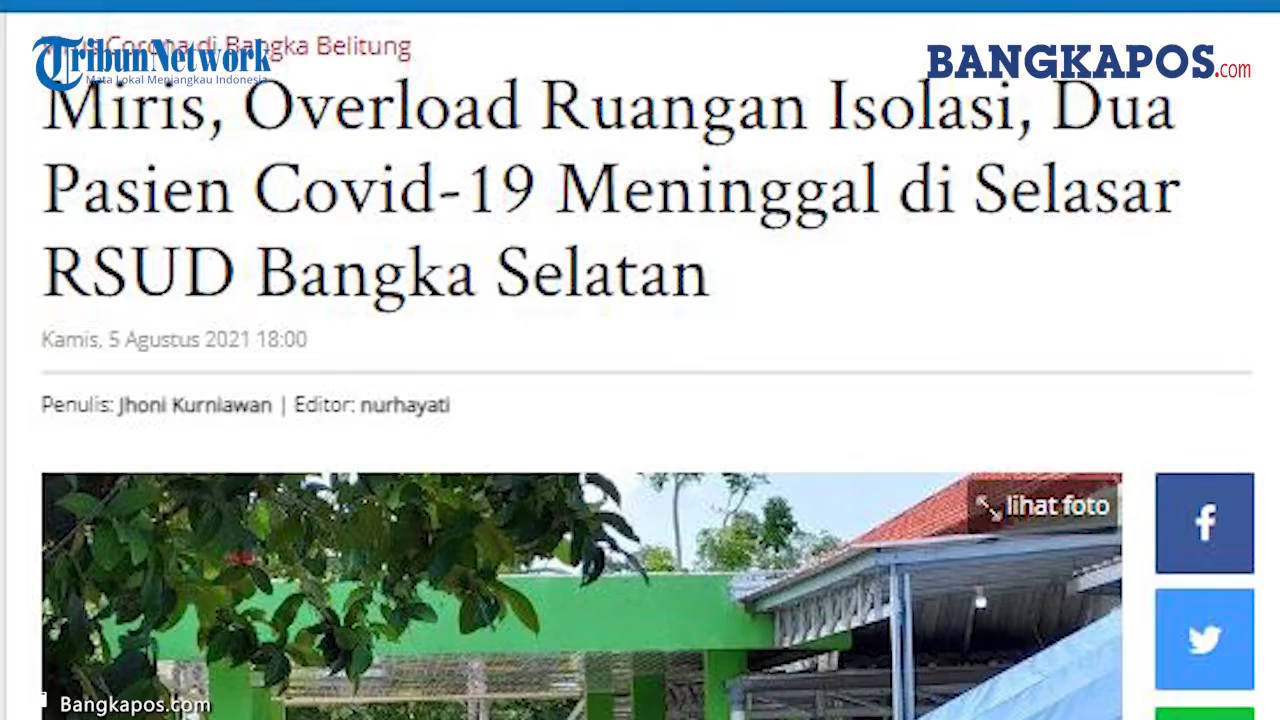 Virus Corona di Bangka Belitung
TribunNetwork
Mata Lokal Menjangkau Indonesia
BANGKAPOS.com
Miris, Overload Ruangan Isolasi, Dua
Pasien Covid-19 Meninggal di Selasar
RSUD Bangka Selatan
Kamis, 5 Agustus 2021 18:00
Penulis: Jhoni Kurniawan | Editor: nurhayati
lihat foto
Bangkapos.com